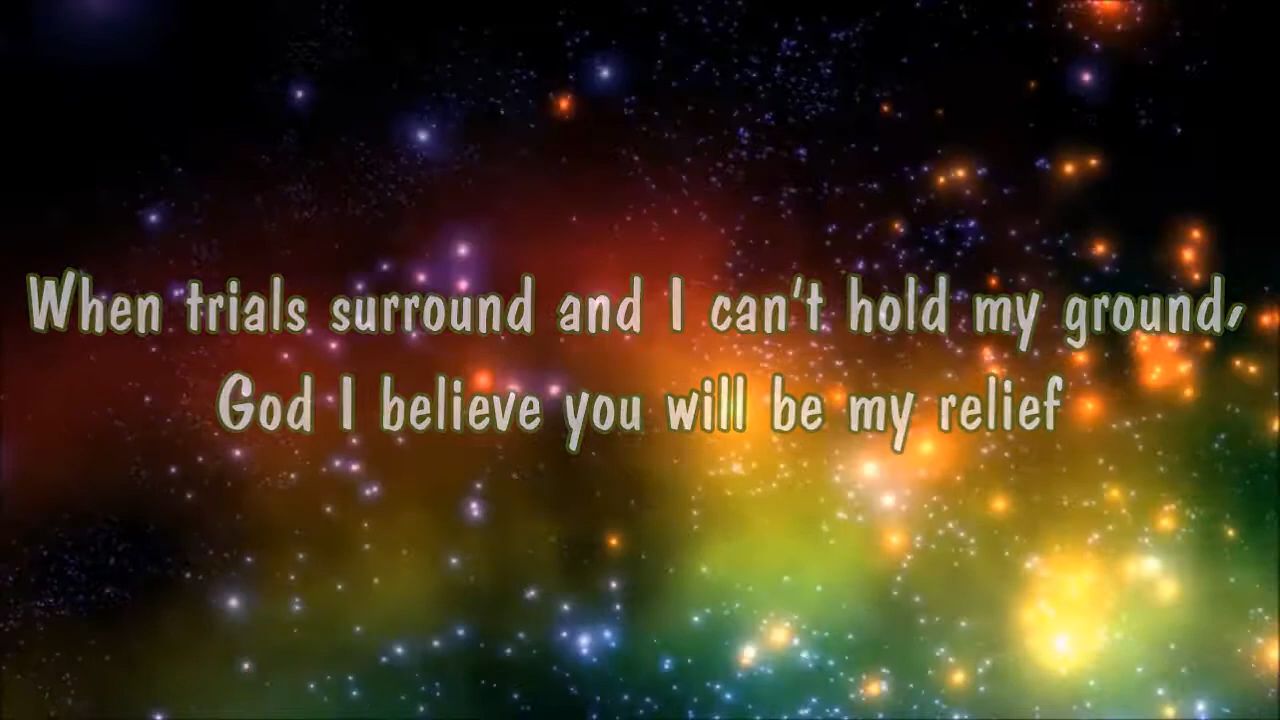 When trials surround and I can't hold my ground,
God I believe you will be my relief